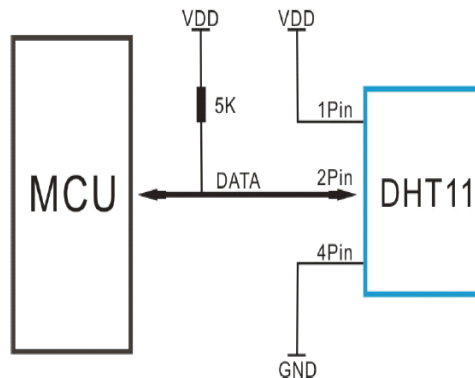 VDD
VDD
5K
1Pin
MCU
DATA
2Pin
DHT11
4Pin
GND